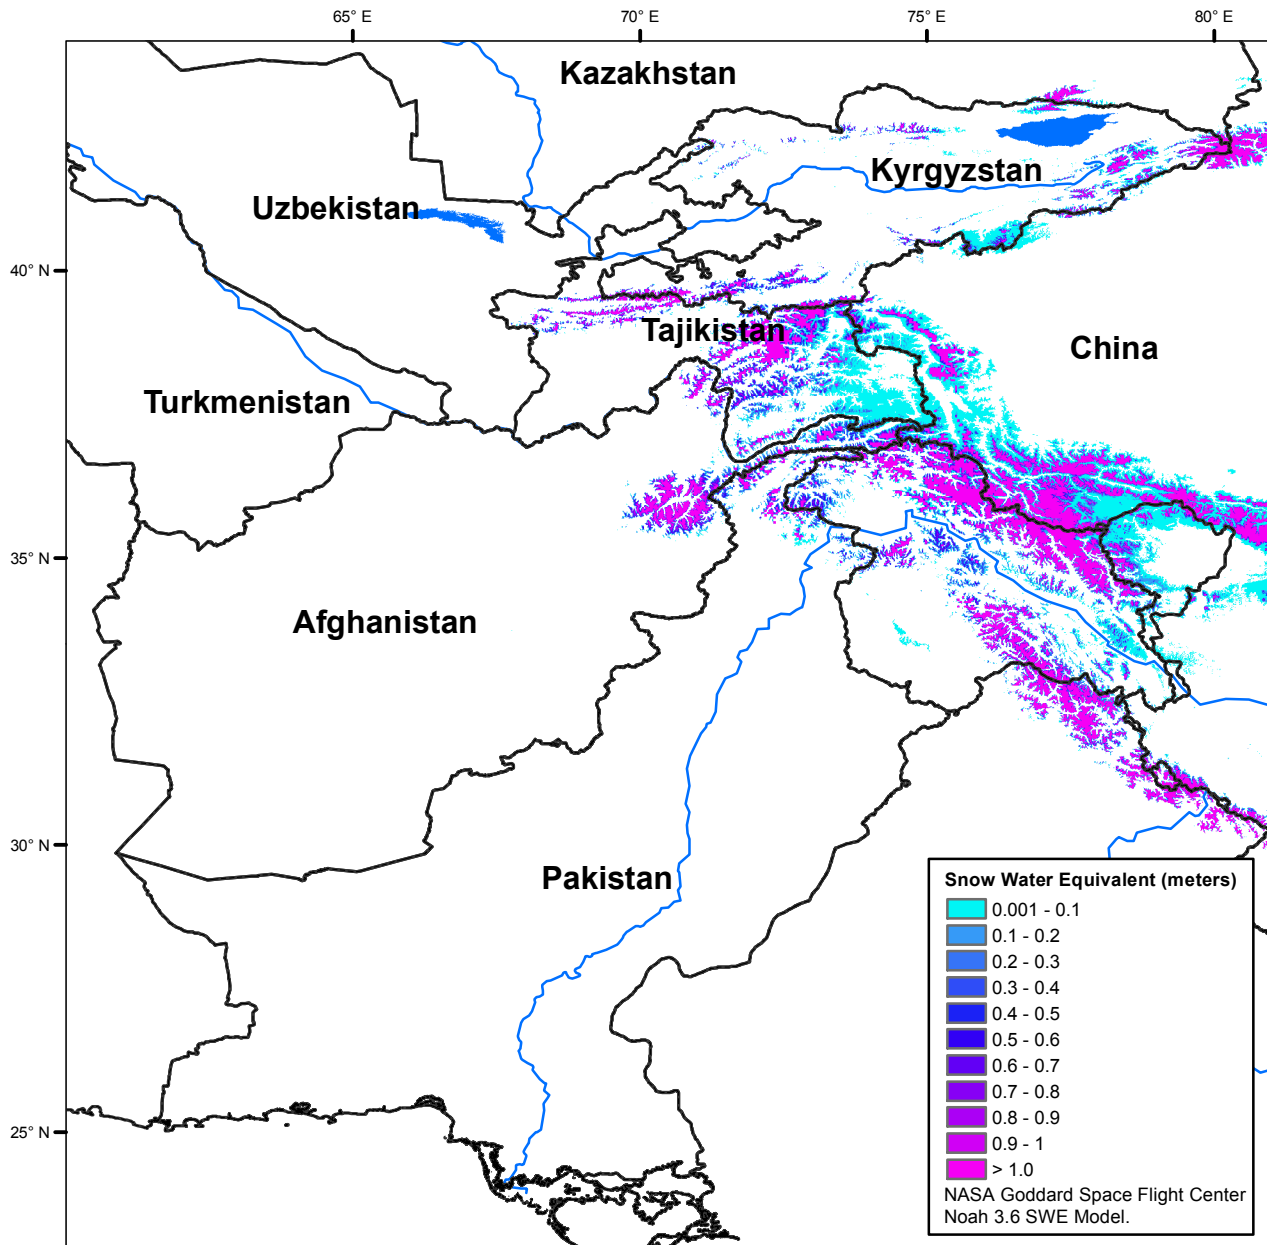 65° E
70° E
75° E
80° E
Kazakhstan
Kyrgyzstan
Uzbekistan
40° N
Tajikistan
China
Turkmenistan
35° N
Afghanistan
30° N
Pakistan
25° N
Snow Water Equivalent (meters)
0.001 - 0.1
0.1 - 0.2
0.2 - 0.3
0.3 - 0.4
0.4 - 0.5
0.5 - 0.6
0.6 - 0.7
0.7 - 0.8
0.8 - 0.9
0.9 - 1
> 1.0
NASA Goddard Space Flight Center
Noah 3.6 SWE Model.